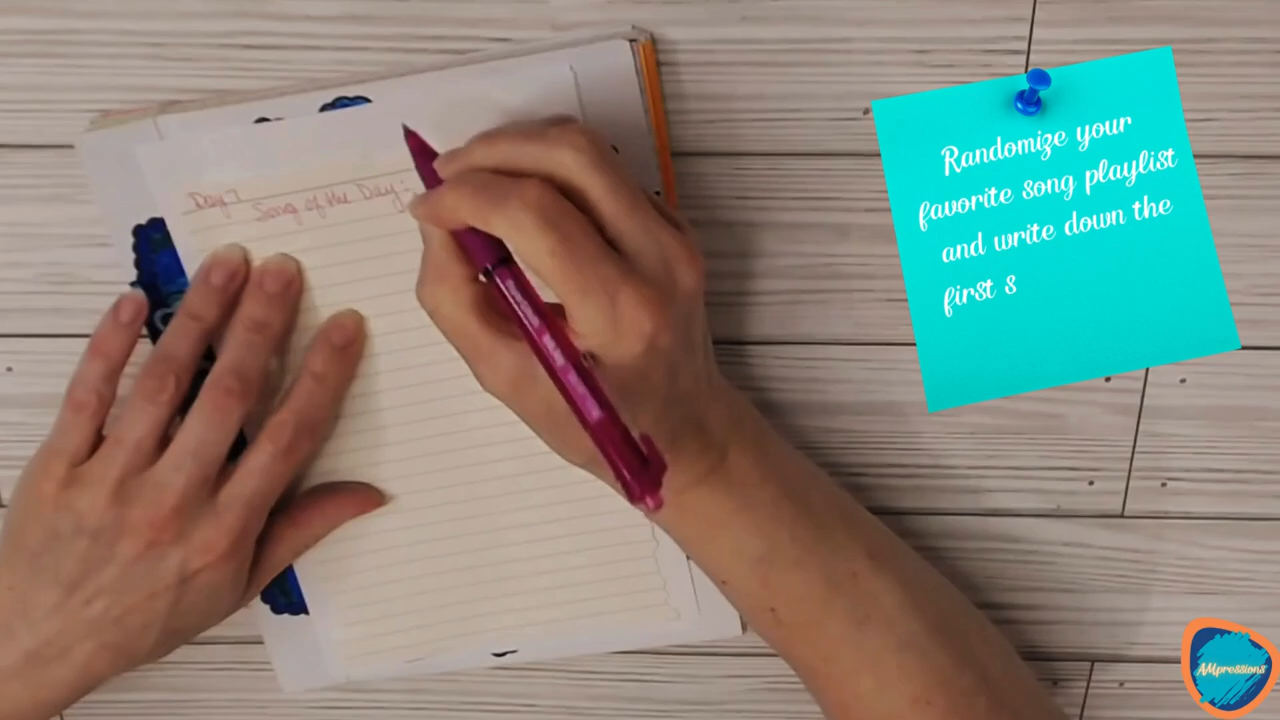 Day 7
Song of the Day:
Randomize your
favorite song playlist
and write down the
first s
AMpressions